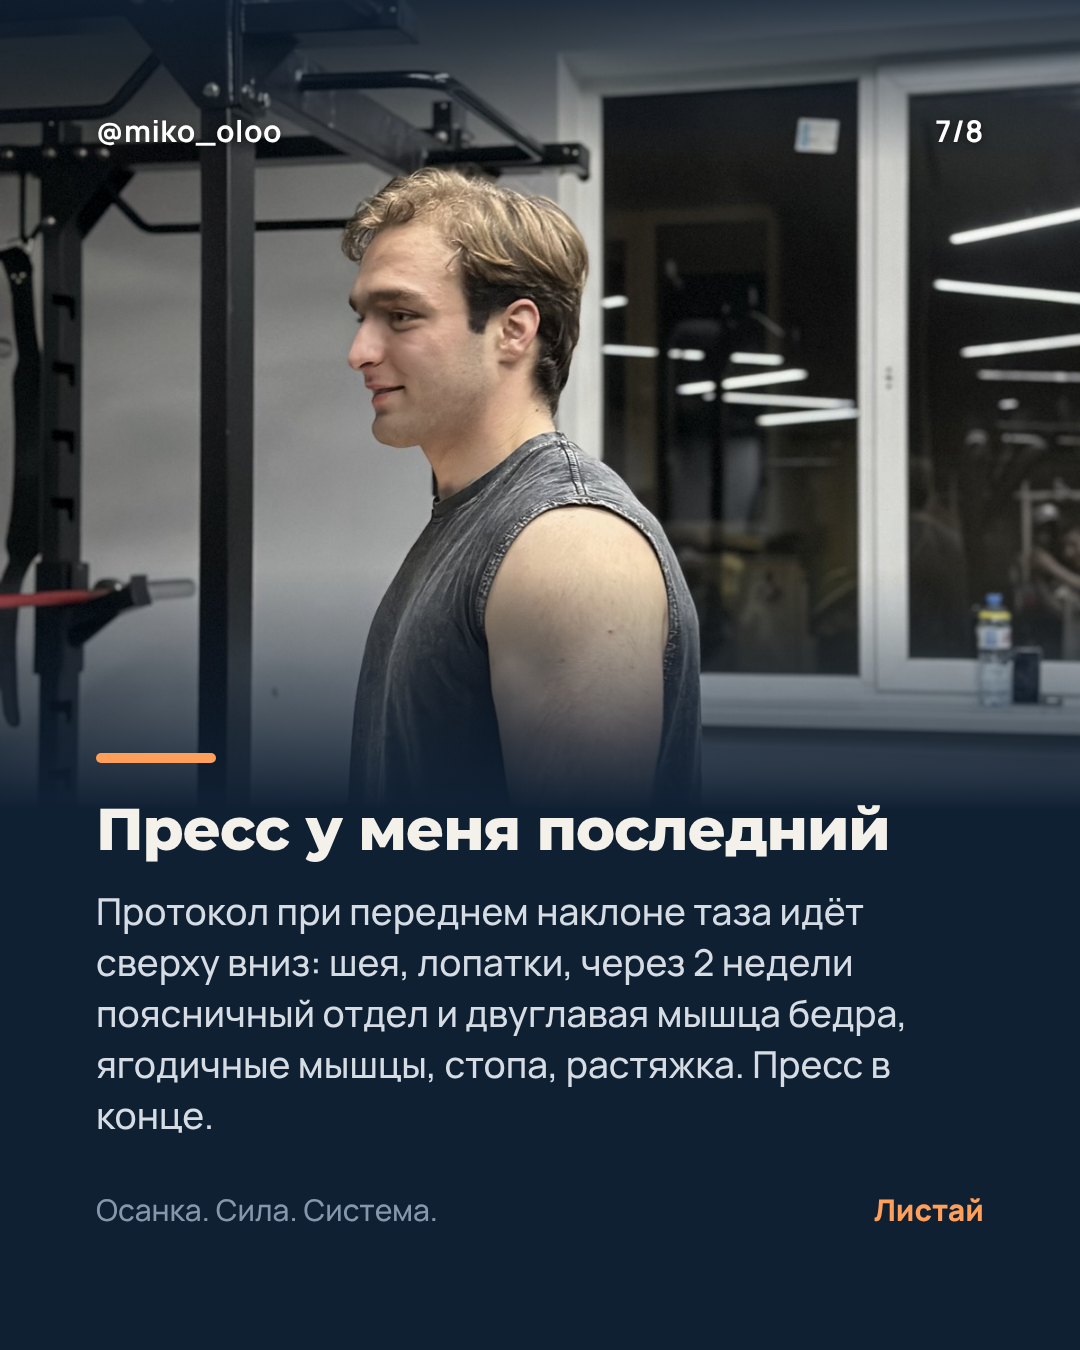 @miko_oloo
7/8
Пресс у меня последний
Протокол при переднем наклоне таза идёт
сверху вниз: шея, лопатки, через 2 недели
поясничный отдел и двуглавая мышца бедра,
ягодичные мышцы, стопа, растяжка. Пресс в
конце.
Осанка. Сила. Система.
Листай